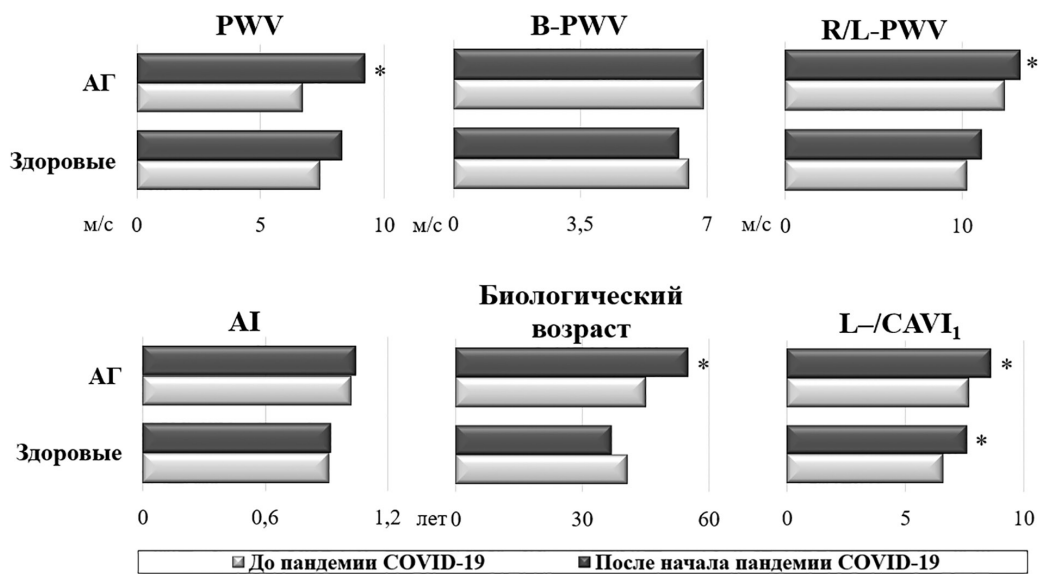 PWV
B-PWV
R/L-PWV
АГ
*
*
Здоровые
м/с 0 5 10
м/с 0 3,5 7
м/с 0 10
AI
Биологический
возраст
L–/CAVI₁
АГ
*
*
Здоровые
*
0 0,6 1,2
лет 0 30 60
0 5 10
До пандемии COVID-19 После начала пандемии COVID-19